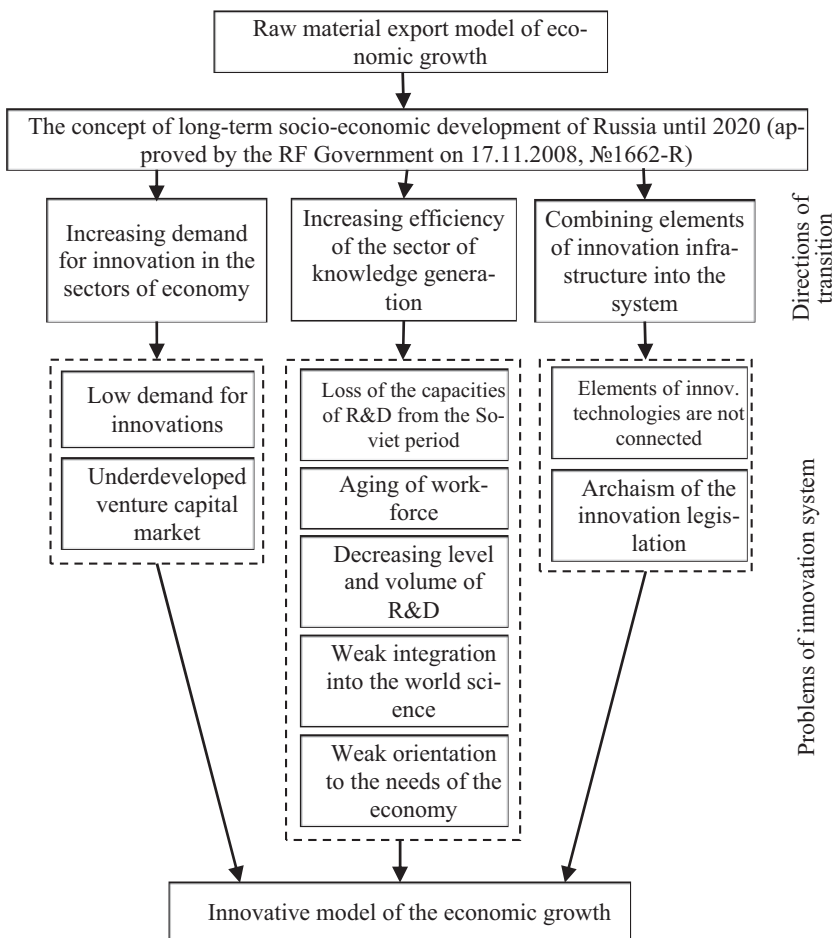 Raw material export model of eco-
nomic growth
The concept of long-term socio-economic development of Russia until 2020 (ap-
proved by the RF Government on 17.11.2008, №1662-R)
Increasing demand
for innovation in the
sectors of economy
Increasing efficiency
of the sector of
knowledge genera-
tion
Combining elements
of innovation infra-
structure into the
system
Directions of
transition
Low demand for
innovations
Underdeveloped
venture capital
market
Loss of the capacities
of R&D from the So-
viet period
Aging of work-
force
Decreasing level
and volume of
R&D
Weak integration
into the world sci-
ence
Weak orientation
to the needs of the
economy
Elements of innov.
technologies are not
connected
Archaism of the
innovation legis-
lation
Problems of innovation system
Innovative model of the economic growth